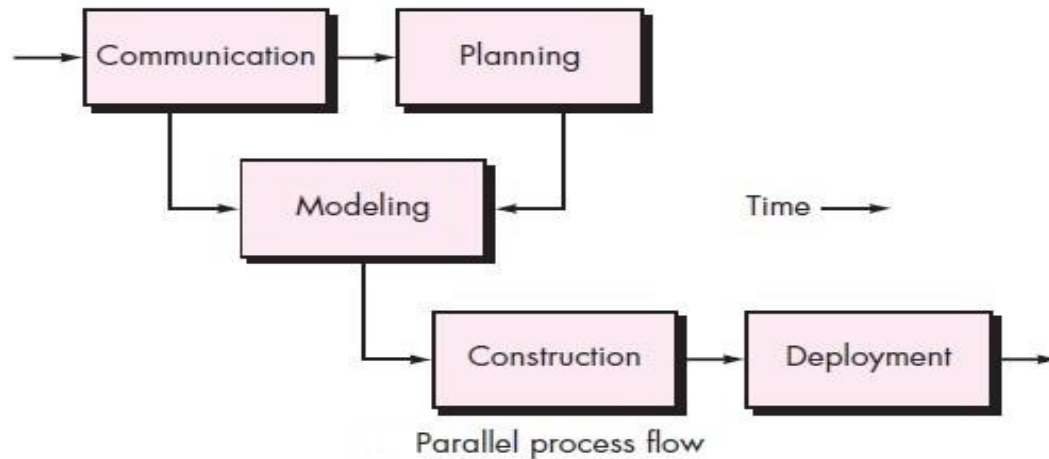 Communication
Planning
Modeling
Time
Construction
Deployment
Parallel process flow